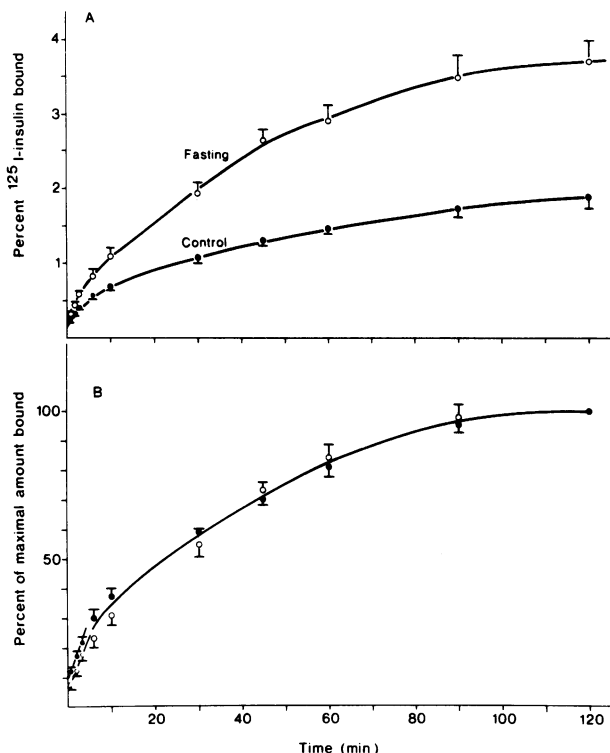 A
4
3
2
1
Percent 125 I-insulin bound
Fasting
Control
B
100
50
Percent of maximal amount bound
20 40 60 80 100 120
Time (min)